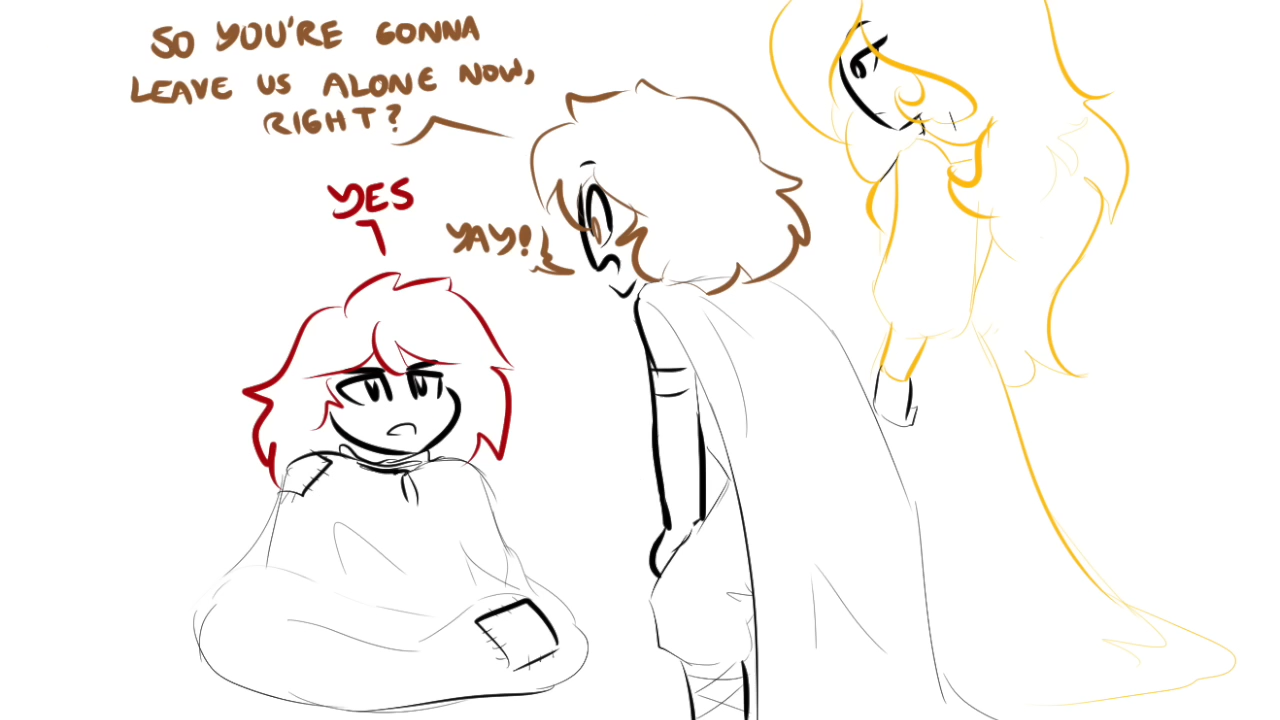 SO YOU'RE GONNA
LEAVE US ALONE NOW,
RIGHT?
YES
YAY!